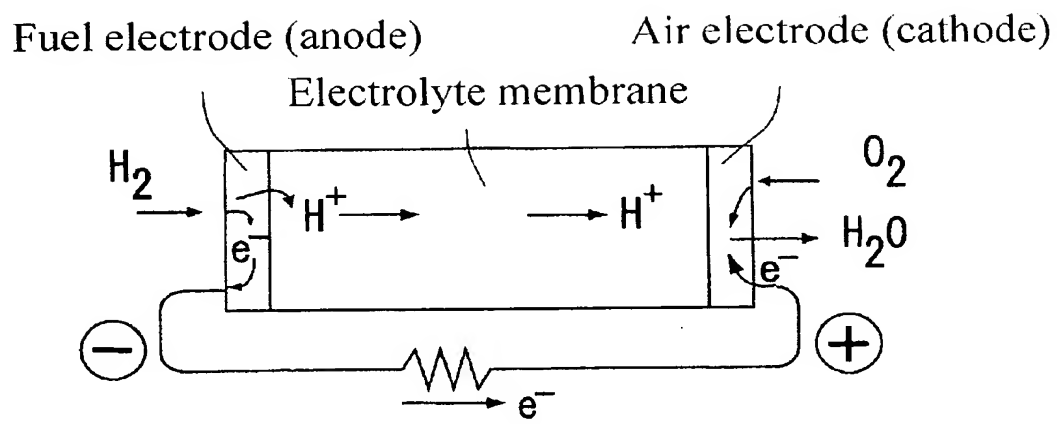 Fuel electrode (anode)
Air electrode (cathode)
Electrolyte membrane
H₂
O₂
H⁺
H⁺
H₂O
e⁻
e⁻
−
+
e⁻